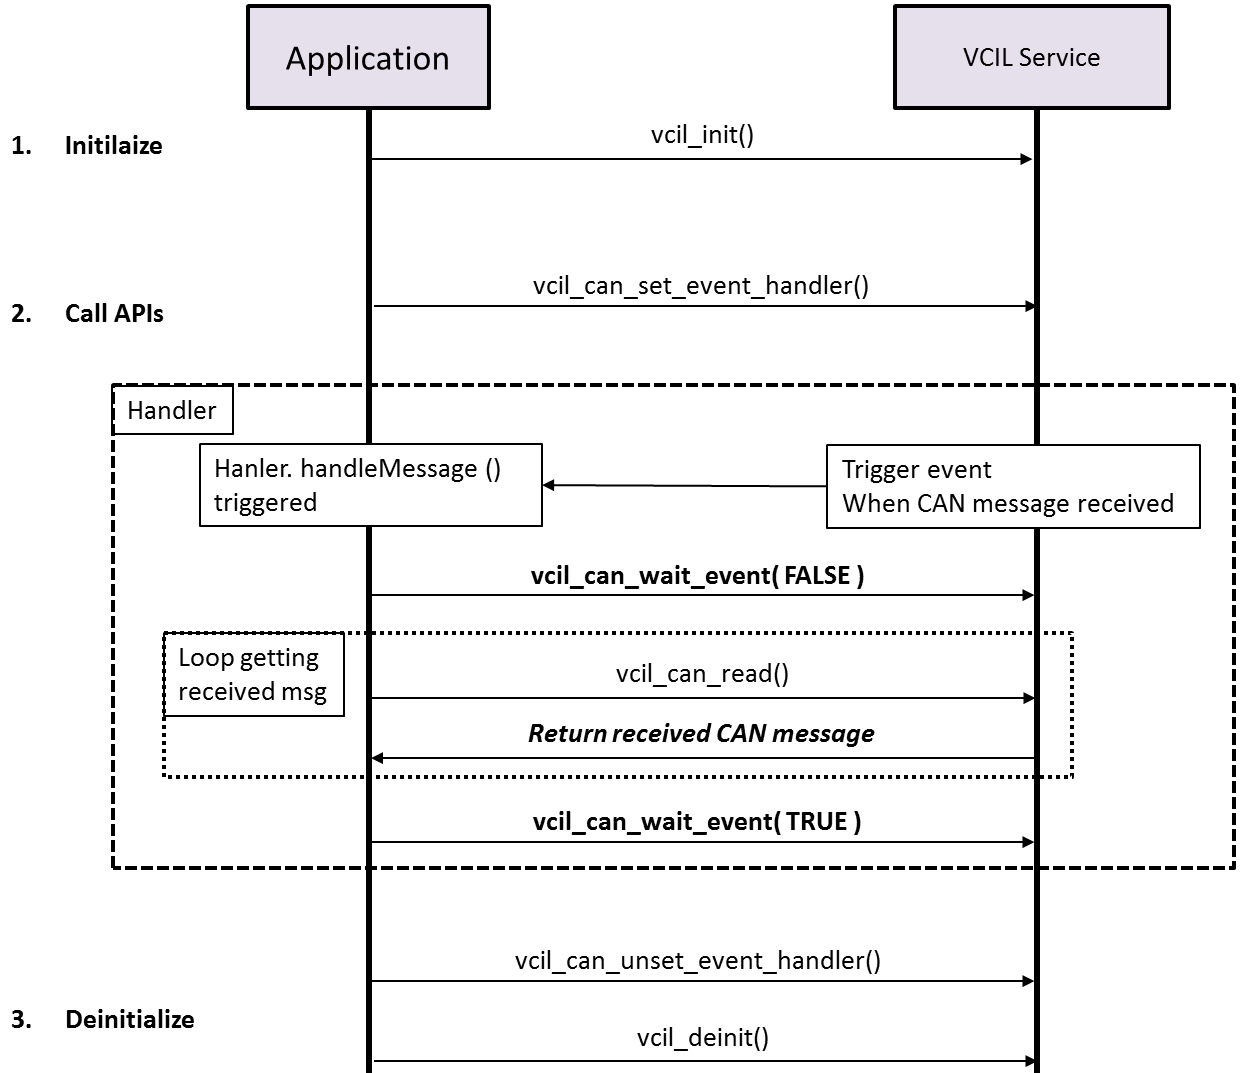 Application
VCIL Service
1. Initilaize
vcil_init()
vcil_can_set_event_handler()
2. Call APIs
Handler
Hanler. handleMessage ()
triggered
Trigger event
When CAN message received
vcil_can_wait_event( FALSE )
Loop getting
received msg
vcil_can_read()
Return received CAN message
vcil_can_wait_event( TRUE )
vcil_can_unset_event_handler()
3. Deinitialize
vcil_deinit()